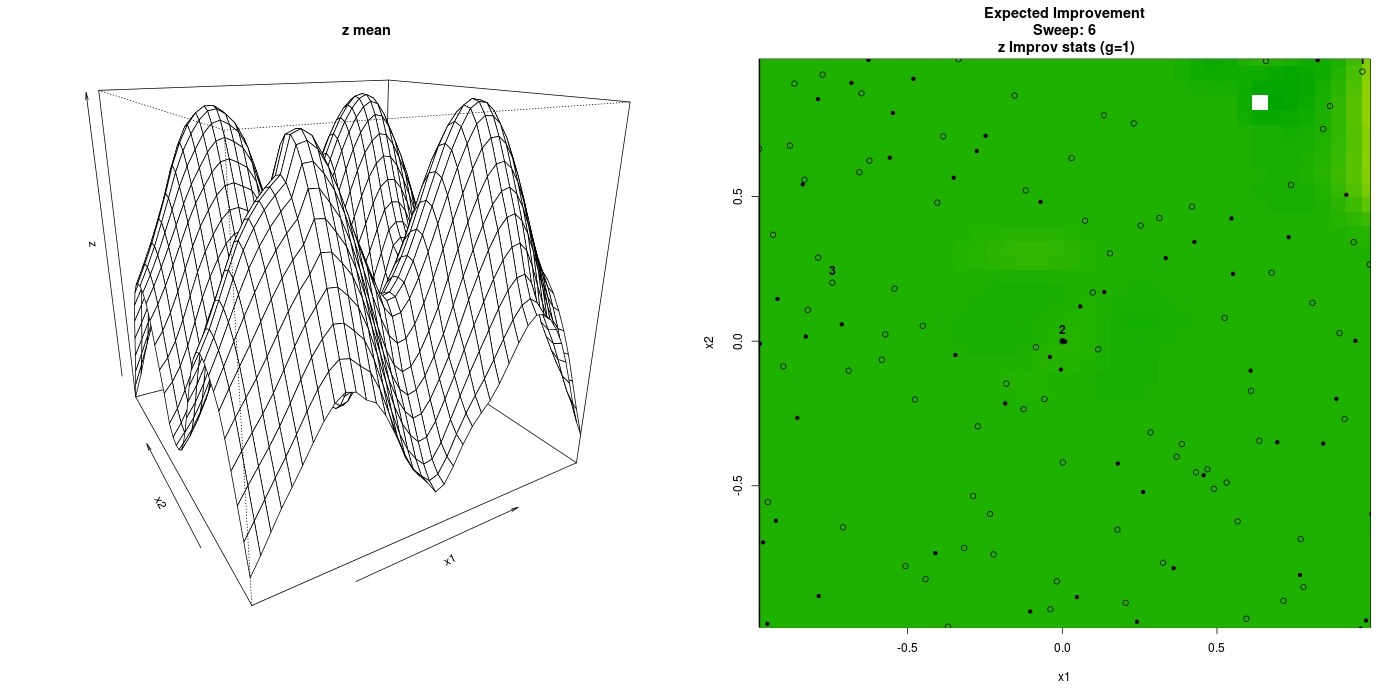 z mean
z
x2
x1
Expected Improvement
Sweep: 6
z Improv stats (g=1)
x2
0.5
0.0
-0.5
1
3
2
-0.5
0.0
0.5
x1